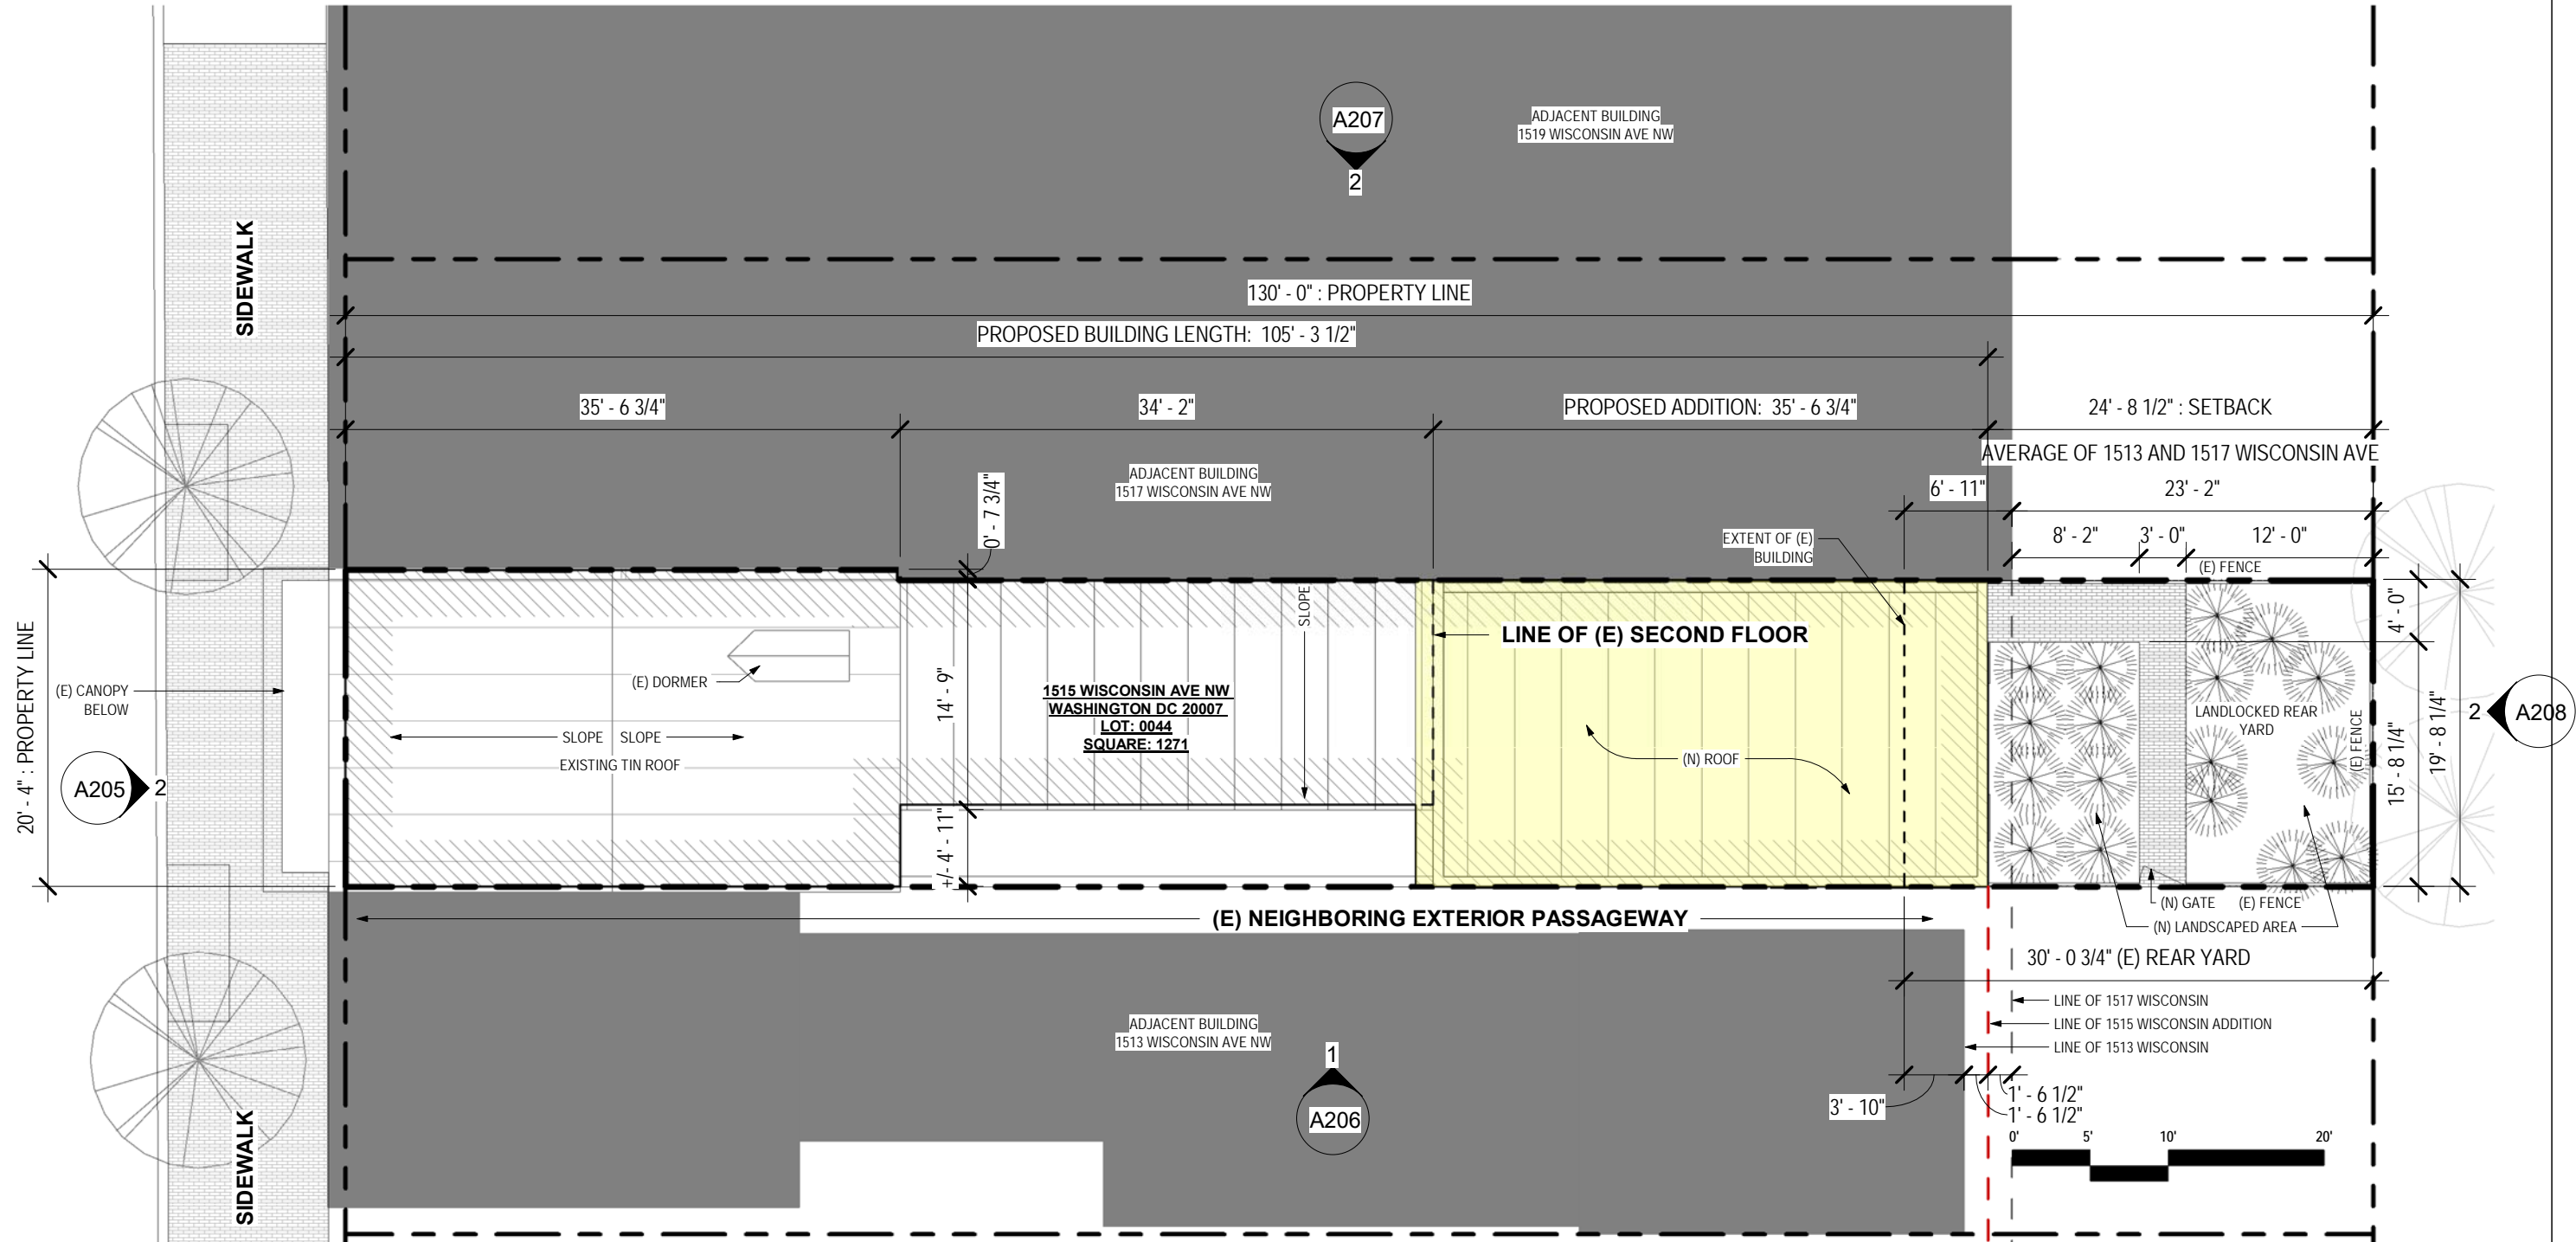 A207
2
ADJACENT BUILDING
1519 WISCONSIN AVE NW
SIDEWALK
130' - 0" : PROPERTY LINE
PROPOSED BUILDING LENGTH: 105' - 3 1/2"
35' - 6 3/4"
34' - 2"
PROPOSED ADDITION: 35' - 6 3/4"
24' - 8 1/2" : SETBACK
AVERAGE OF 1513 AND 1517 WISCONSIN AVE
ADJACENT BUILDING
1517 WISCONSIN AVE NW
0' - 7 3/4"
6' - 11"
23' - 2"
8' - 2"
3' - 0"
12' - 0"
EXTENT OF (E)
BUILDING
(E) FENCE
20' - 4" : PROPERTY LINE
(E) CANOPY
BELOW
(E) DORMER
SLOPE
SLOPE
EXISTING TIN ROOF
14' - 9"
+/- 4' - 11"
SLOPE
1515 WISCONSIN AVE NW
WASHINGTON DC 20007
LOT: 0044
SQUARE: 1271
LINE OF (E) SECOND FLOOR
(N) ROOF
LANDLOCKED REAR
YARD
(E) FENCE
4' - 0"
15' - 8 1/4"
19' - 8 1/4"
2
A208
A205
2
(E) NEIGHBORING EXTERIOR PASSAGEWAY
(N) GATE
(E) FENCE
(N) LANDSCAPED AREA
30' - 0 3/4" (E) REAR YARD
LINE OF 1517 WISCONSIN
LINE OF 1515 WISCONSIN ADDITION
LINE OF 1513 WISCONSIN
ADJACENT BUILDING
1513 WISCONSIN AVE NW
1
A206
3' - 10"
1' - 6 1/2"
1' - 6 1/2"
SIDEWALK
0'
5'
10'
20'